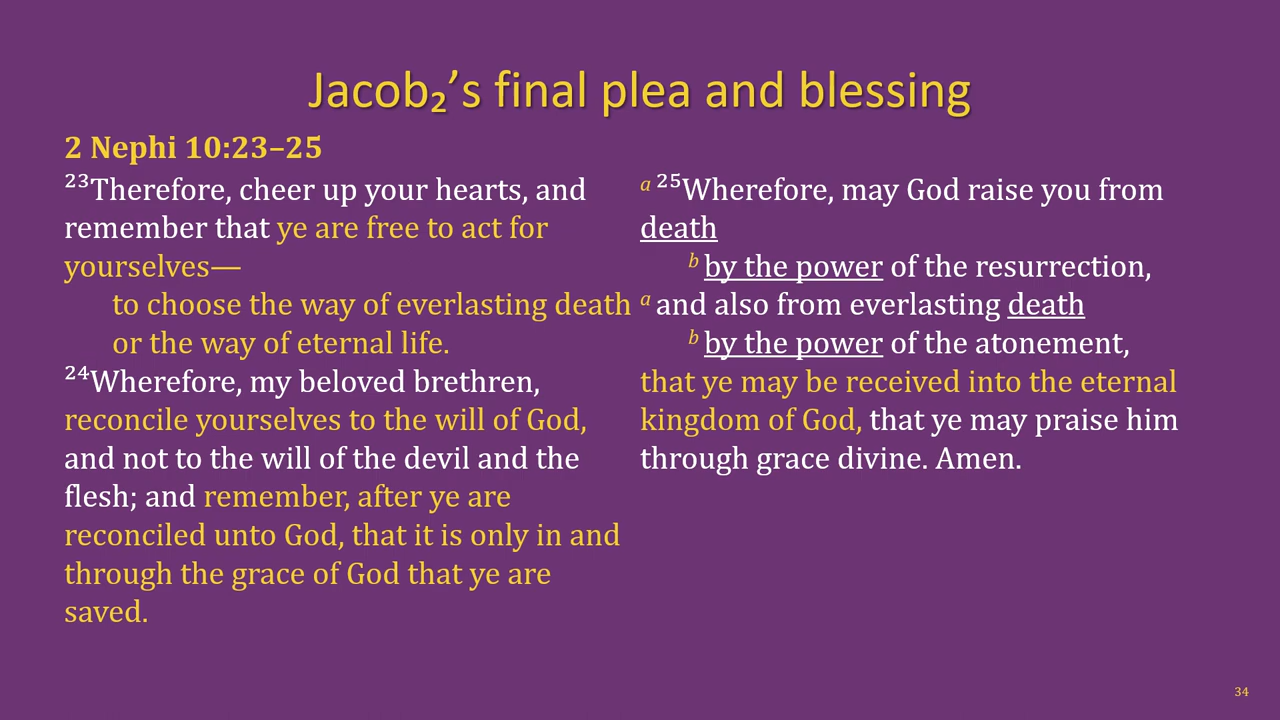 Jacob₂’s final plea and blessing
2 Nephi 10:23–25
²³Therefore, cheer up your hearts, and
remember that ye are free to act for
yourselves—
to choose the way of everlasting death
or the way of eternal life.
²⁴Wherefore, my beloved brethren,
reconcile yourselves to the will of God,
and not to the will of the devil and the
flesh; and remember, after ye are
reconciled unto God, that it is only in and
through the grace of God that ye are
saved.
a ²⁵Wherefore, may God raise you from
death
b by the power of the resurrection,
a and also from everlasting death
b by the power of the atonement,
that ye may be received into the eternal
kingdom of God, that ye may praise him
through grace divine. Amen.
34